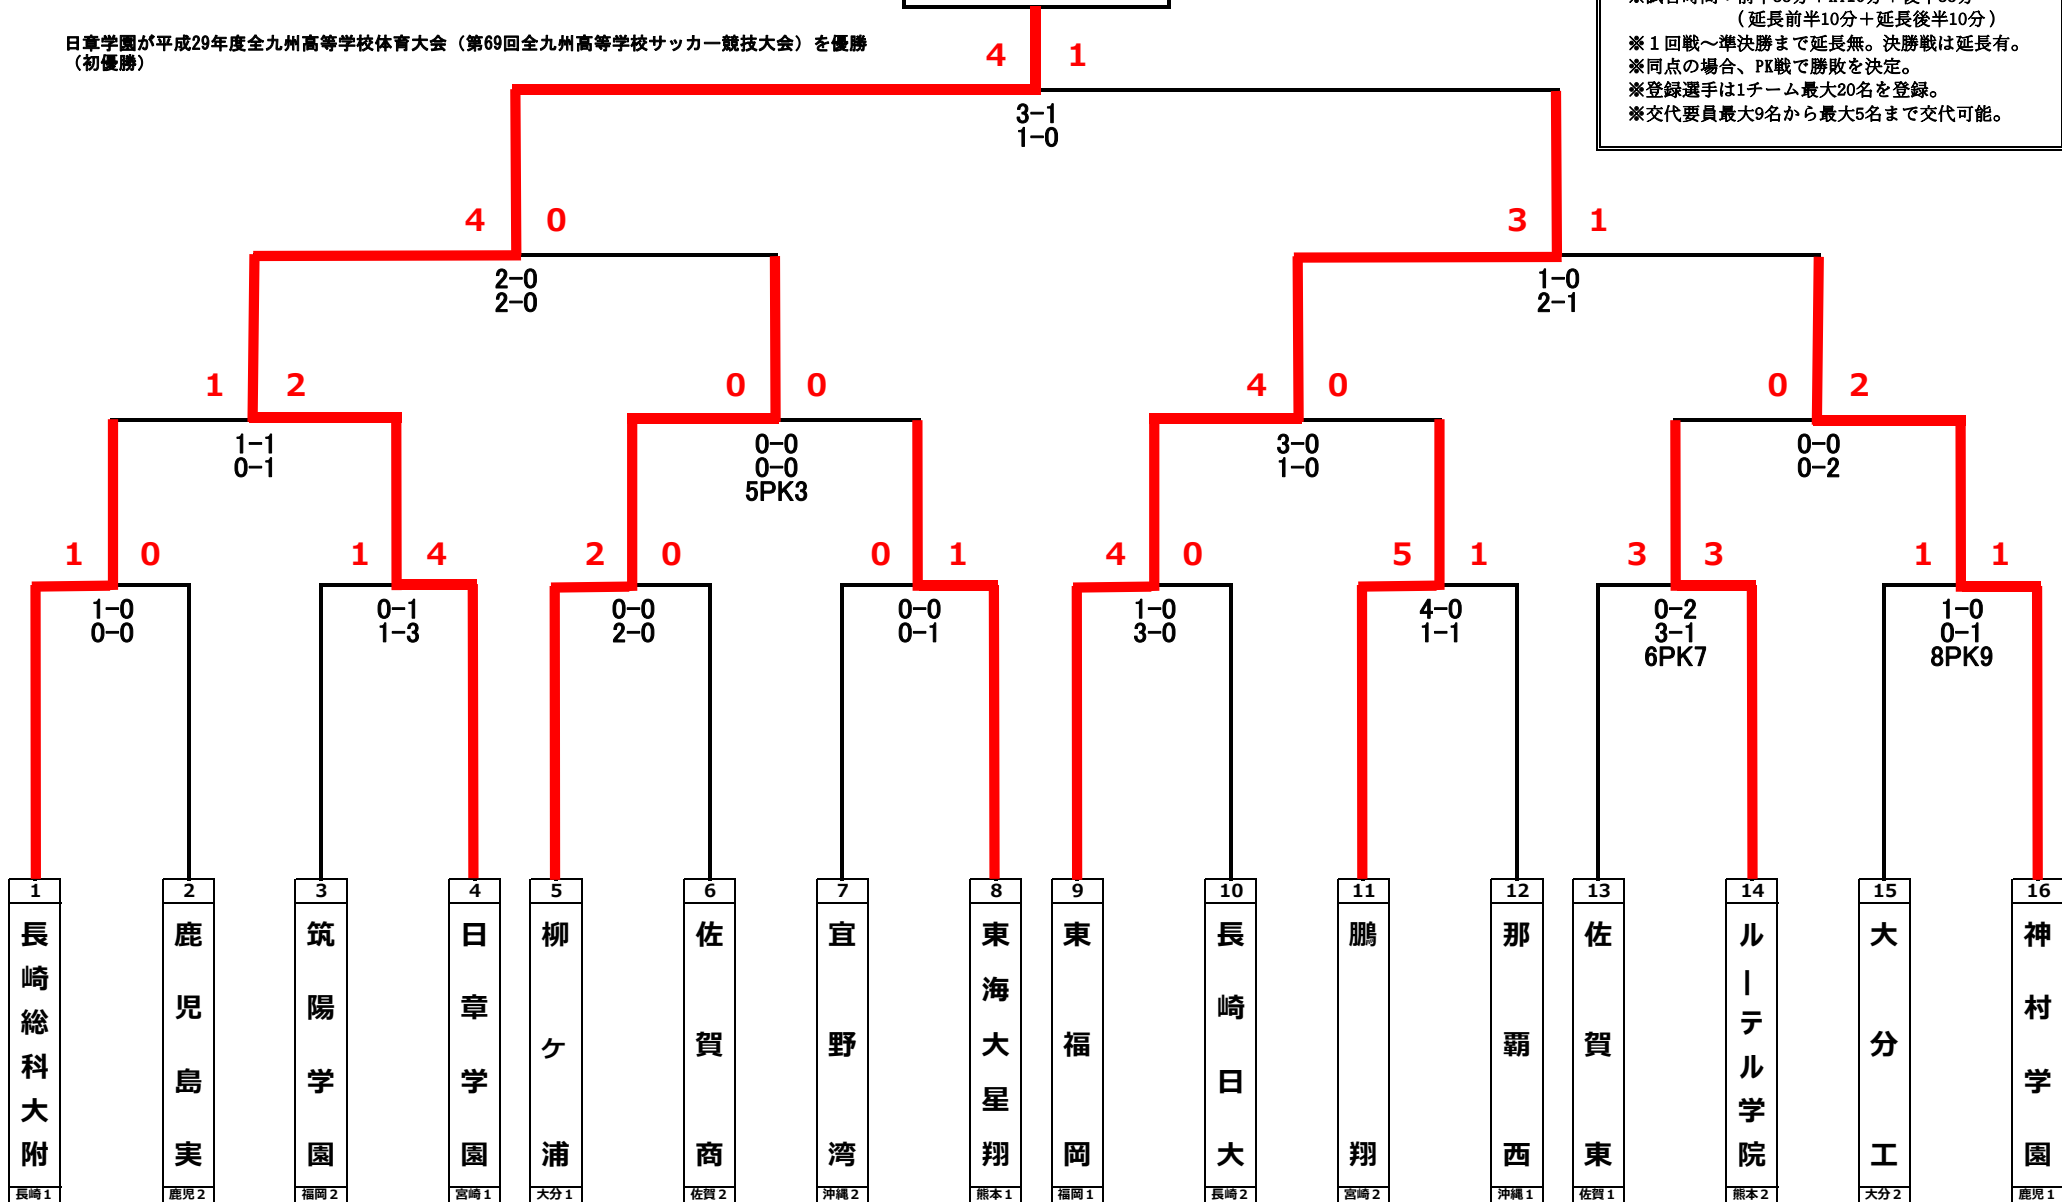 （延長前半10分＋延長後半10分）
※１回戦～準決勝まで延長無。決勝戦は延長有。
※同点の場合、PK戦で勝敗を決定。
※登録選手は1チーム最大20名を登録。
※交代要員最大9名から最大5名まで交代可能。
日章学園が平成29年度全九州高等学校体育大会（第69回全九州高等学校サッカー競技大会）を優勝
（初優勝）
4 1
3-1
1-0
4 0
3 1
2-0
2-0
1-0
2-1
1 2
0 0
4 0
0 2
1-1
0-1
0-0
0-0
5PK3
3-0
1-0
0-0
0-2
1 0
1 4
2 0
0 1
4 0
5 1
3 3
1 1
1-0
0-0
0-1
1-3
0-0
2-0
0-0
0-1
1-0
3-0
4-0
1-1
0-2
3-1
6PK7
1-0
0-1
8PK9
1
長崎総科大附
長崎1
2
鹿児島実
鹿児2
3
筑陽学園
福岡2
4
日章学園
宮崎1
5
柳ケ浦
大分1
6
佐賀商
佐賀2
7
宜野湾
沖縄2
8
東海大星翔
熊本1
9
東福岡
福岡1
10
長崎日大
長崎2
11
鵬翔
宮崎2
12
那覇西
沖縄1
13
佐賀東
佐賀1
14
ルーテル学院
熊本2
15
大分工
大分2
16
神村学園
鹿児1